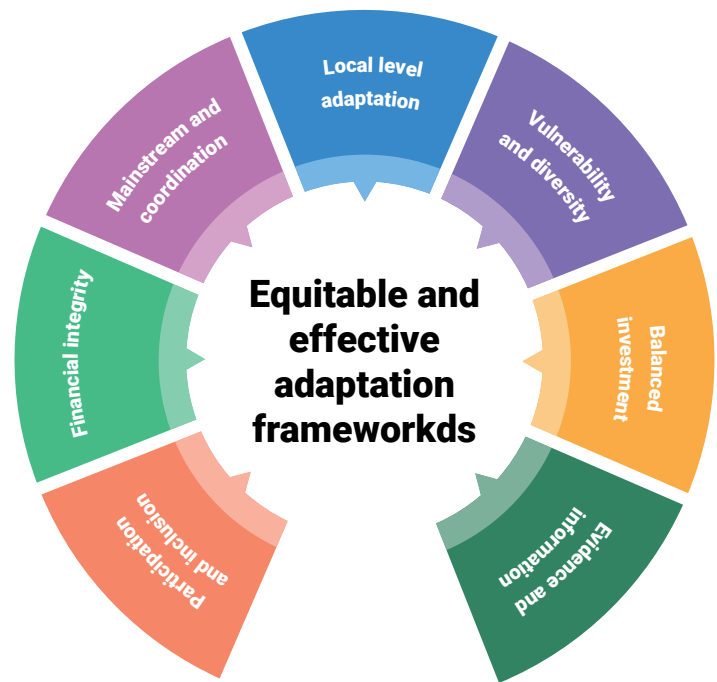 Local level
adaptation
Vulnerability
and diversity
Balanced
investment
Evidence and
information
Participation
and inclusion
Financial integrity
Mainstream and
coordination
Equitable and
effective
adaptation
frameworkds